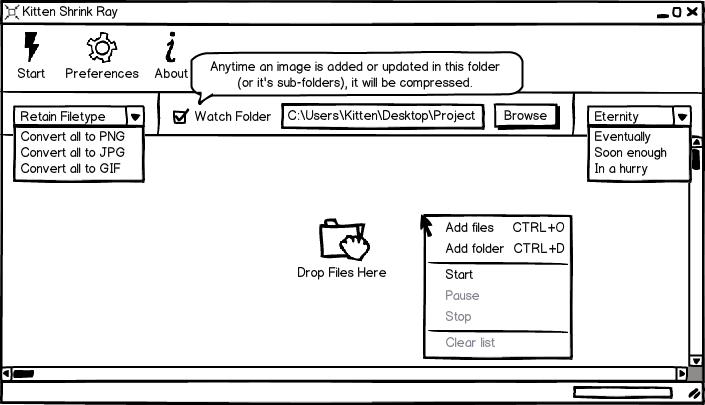 Kitten Shrink Ray
Start Preferences About
Anytime an image is added or updated in this folder
(or it's sub-folders), it will be compressed.
Retain Filetype
Convert all to PNG
Convert all to JPG
Convert all to GIF
Watch Folder C:\Users\Kitten\Desktop\Project Browse
Eternity
Eventually
Soon enough
In a hurry
Drop Files Here
Add files CTRL+O
Add folder CTRL+D
Start
Pause
Stop
Clear list